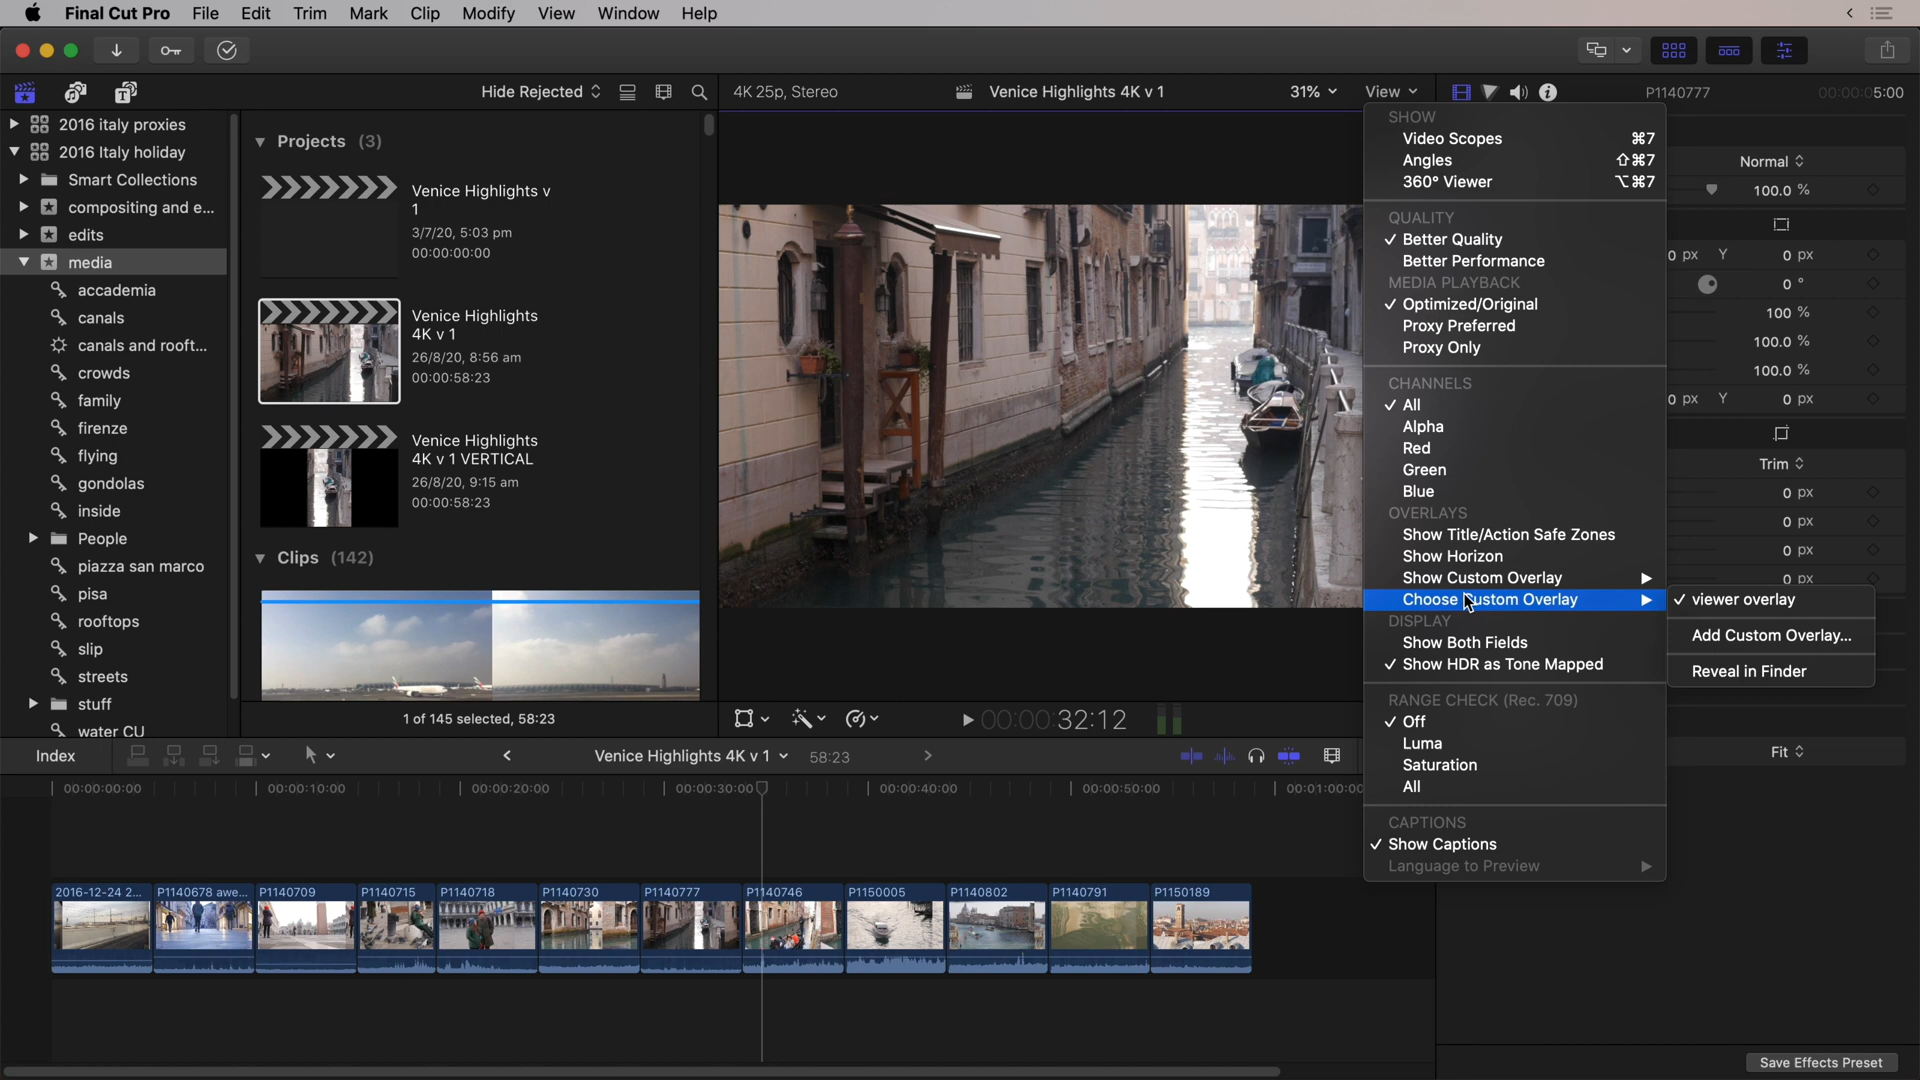 Final Cut Pro File Edit Trim Mark Clip Modify View Window Help
Hide Rejected
4K 25p, Stereo
Venice Highlights 4K v 1
31%
View
P1140777
00:00:05:00
2016 italy proxies
2016 Italy holiday
Smart Collections
compositing and e...
edits
media
accademia
canals
canals and rooft...
crowds
family
firenze
flying
gondolas
inside
People
piazza san marco
pisa
rooftops
slip
streets
stuff
water CU
Projects (3)
Venice Highlights v
1
3/7/20, 5:03 pm
00:00:00:00
Venice Highlights
4K v 1
26/8/20, 8:56 am
00:00:58:23
Venice Highlights
4K v 1 VERTICAL
26/8/20, 9:15 am
00:00:58:23
Clips (142)
1 of 145 selected, 58:23
00:00:32:12
SHOW
Video Scopes ⌘7
Angles ⇧⌘7
360° Viewer ⌥⌘7
QUALITY
✓ Better Quality
Better Performance
MEDIA PLAYBACK
✓ Optimized/Original
Proxy Preferred
Proxy Only
CHANNELS
✓ All
Alpha
Red
Green
Blue
OVERLAYS
Show Title/Action Safe Zones
Show Horizon
Show Custom Overlay
Choose Custom Overlay
DISPLAY
Show Both Fields
✓ Show HDR as Tone Mapped
RANGE CHECK (Rec. 709)
✓ Off
Luma
Saturation
All
CAPTIONS
✓ Show Captions
Language to Preview
✓ viewer overlay
Add Custom Overlay...
Reveal in Finder
Normal
100.0 %
0 px Y 0 px
0 °
100 %
100.0 %
100.0 %
0 px Y 0 px
Trim
0 px
0 px
0 px
0 px
Fit
Index
Venice Highlights 4K v 1
58:23
00:00:00:00
00:00:10:00
00:00:20:00
00:00:30:00
00:00:40:00
00:00:50:00
00:01:00:00
2016-12-24 2...
P1140678 awe...
P1140709
P1140715
P1140718
P1140730
P1140777
P1140746
P1150005
P1140802
P1140791
P1150189
Save Effects Preset